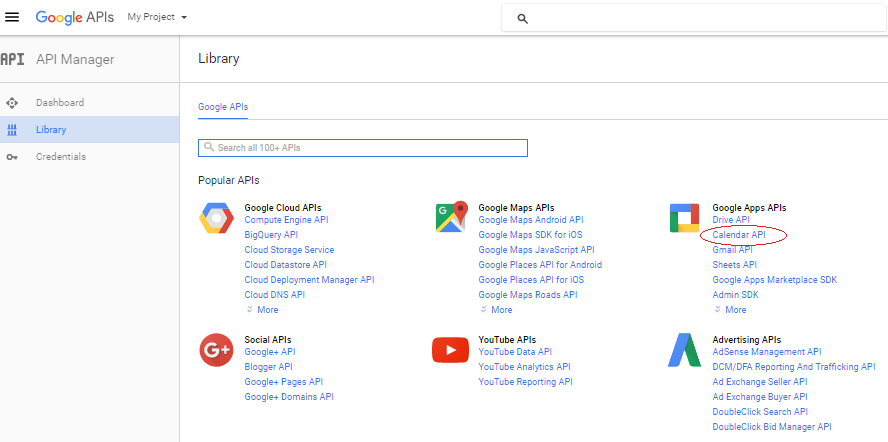 Google APIs My Project
API API Manager
Library
Dashboard
Library
Credentials
Google APIs
Search all 100+ APIs
Popular APIs
Google Cloud APIs
Compute Engine API
BigQuery API
Cloud Storage Service
Cloud Datastore API
Cloud Deployment Manager API
Cloud DNS API
More
Google Maps APIs
Google Maps Android API
Google Maps SDK for iOS
Google Maps JavaScript API
Google Places API for Android
Google Places API for iOS
Google Maps Roads API
More
Google Apps APIs
Drive API
Calendar API
Gmail API
Sheets API
Google Apps Marketplace SDK
Admin SDK
More
G+
Social APIs
Google+ API
Blogger API
Google+ Pages API
Google+ Domains API
YouTube APIs
YouTube Data API
YouTube Analytics API
YouTube Reporting API
Advertising APIs
AdSense Management API
DCM/DFA Reporting And Trafficking API
Ad Exchange Seller API
Ad Exchange Buyer API
DoubleClick Search API
DoubleClick Bid Manager API